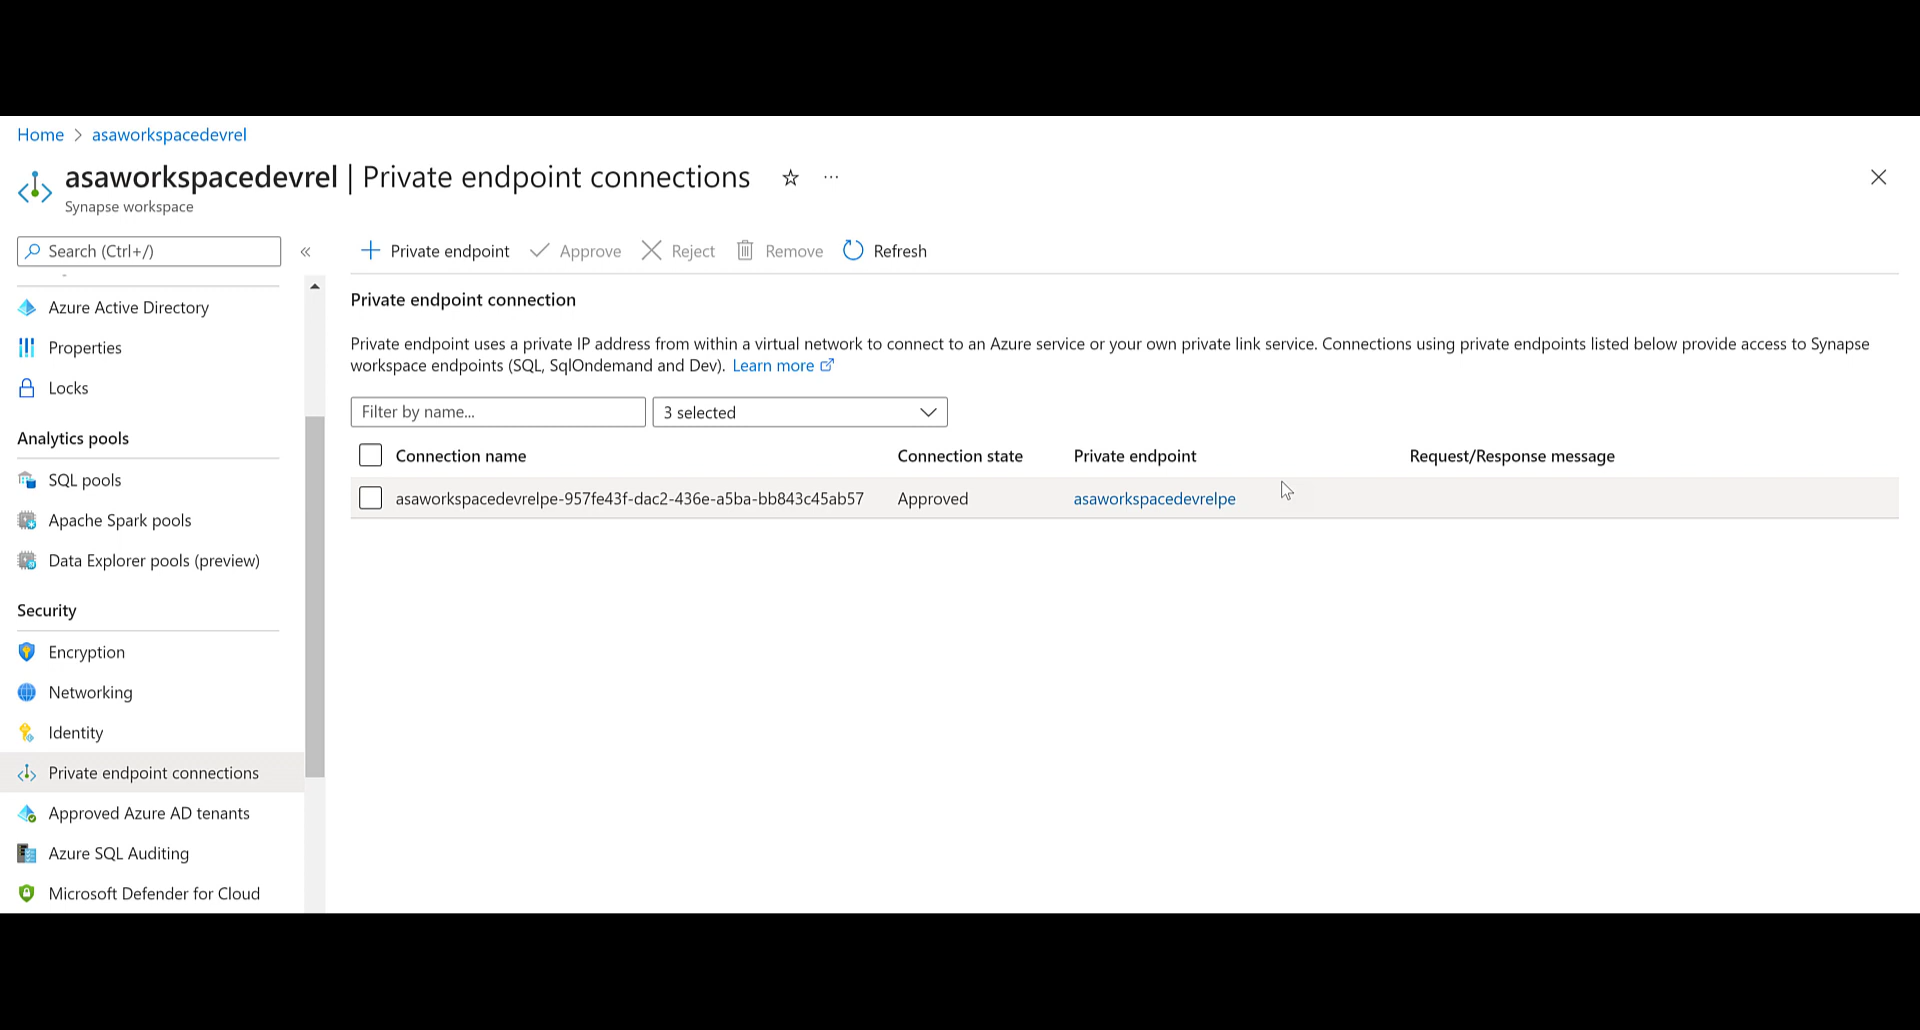 Home > asaworkspacedevrel
asaworkspacedevrel | Private endpoint connections
Synapse workspace
Search (Ctrl+/)
Azure Active Directory
Properties
Locks
Analytics pools
SQL pools
Apache Spark pools
Data Explorer pools (preview)
Security
Encryption
Networking
Identity
Private endpoint connections
Approved Azure AD tenants
Azure SQL Auditing
Microsoft Defender for Cloud
Private endpoint Approve Reject Remove Refresh
Private endpoint connection
Private endpoint uses a private IP address from within a virtual network to connect to an Azure service or your own private link service. Connections using private endpoints listed below provide access to Synapse
workspace endpoints (SQL, SqlOndemand and Dev). Learn more
Filter by name... 3 selected
Connection name Connection state Private endpoint Request/Response message
asaworkspacedevrelpe-957fe43f-dac2-436e-a5ba-bb843c45ab57 Approved asaworkspacedevrelpe